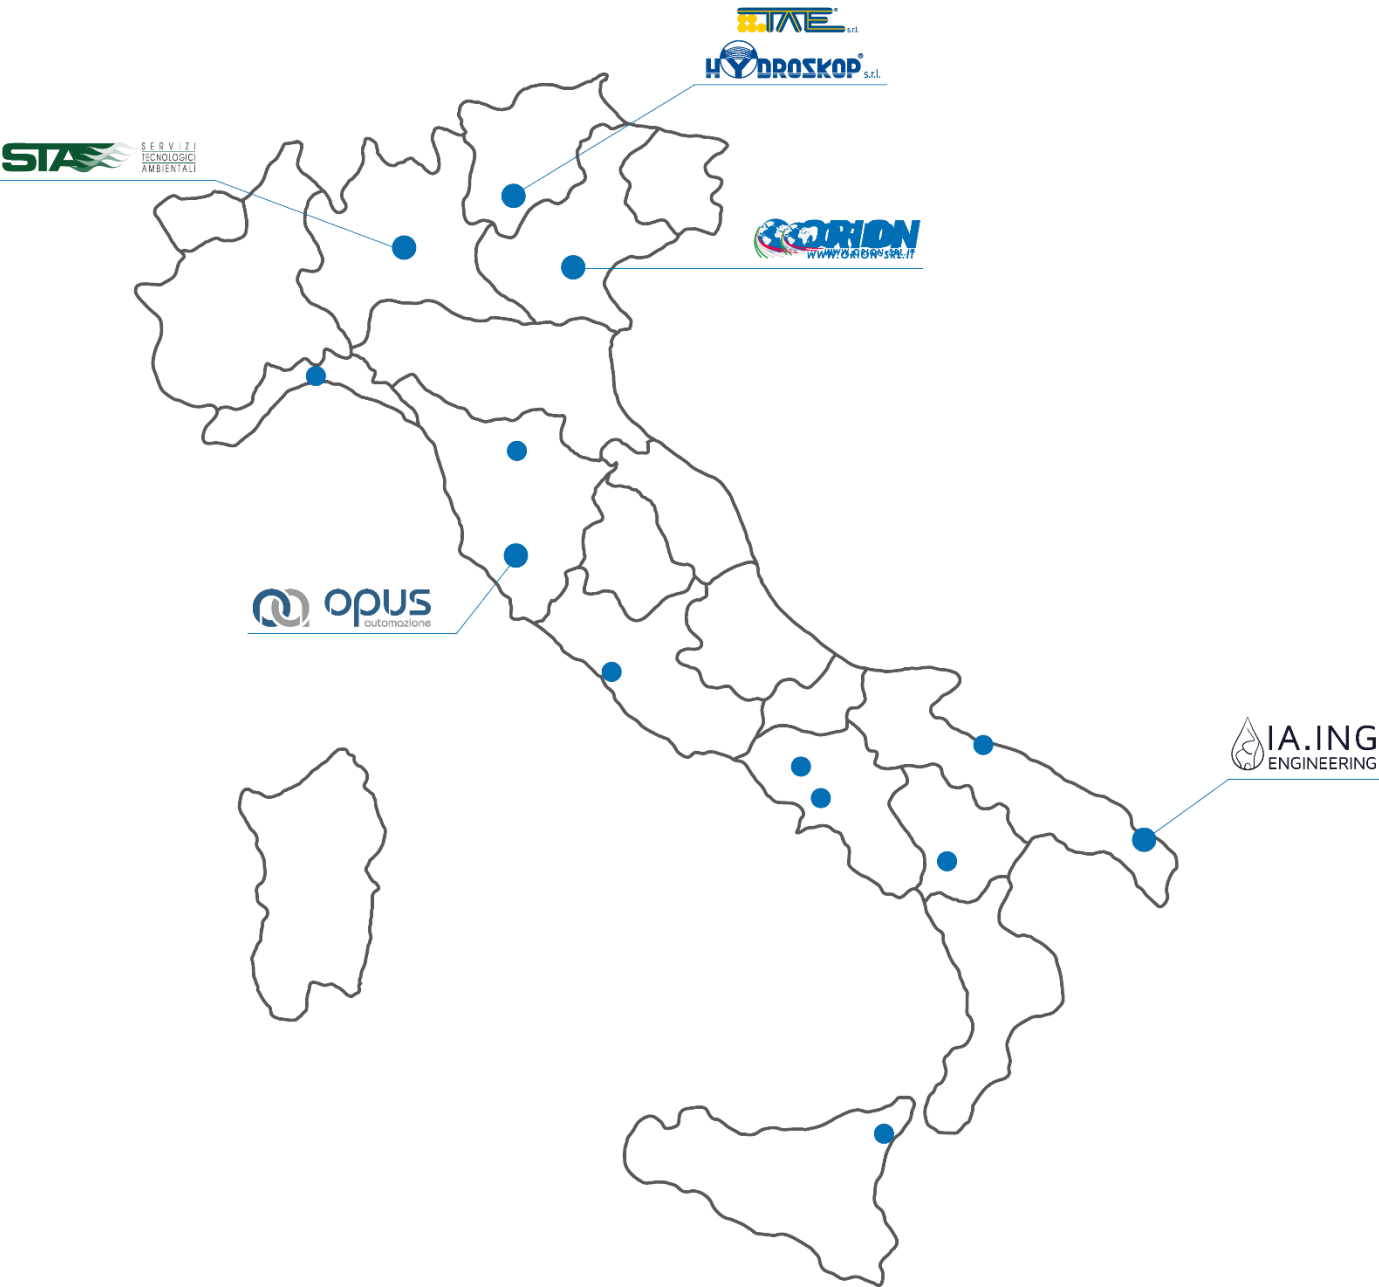 TAE® s.r.l.
HYDROSKOP® s.r.l.
STA SERVIZI
TECNOLOGICI
AMBIENTALI
ORION
WWW.ORION-SRL.IT
opus
automazione
IA.ING
ENGINEERING